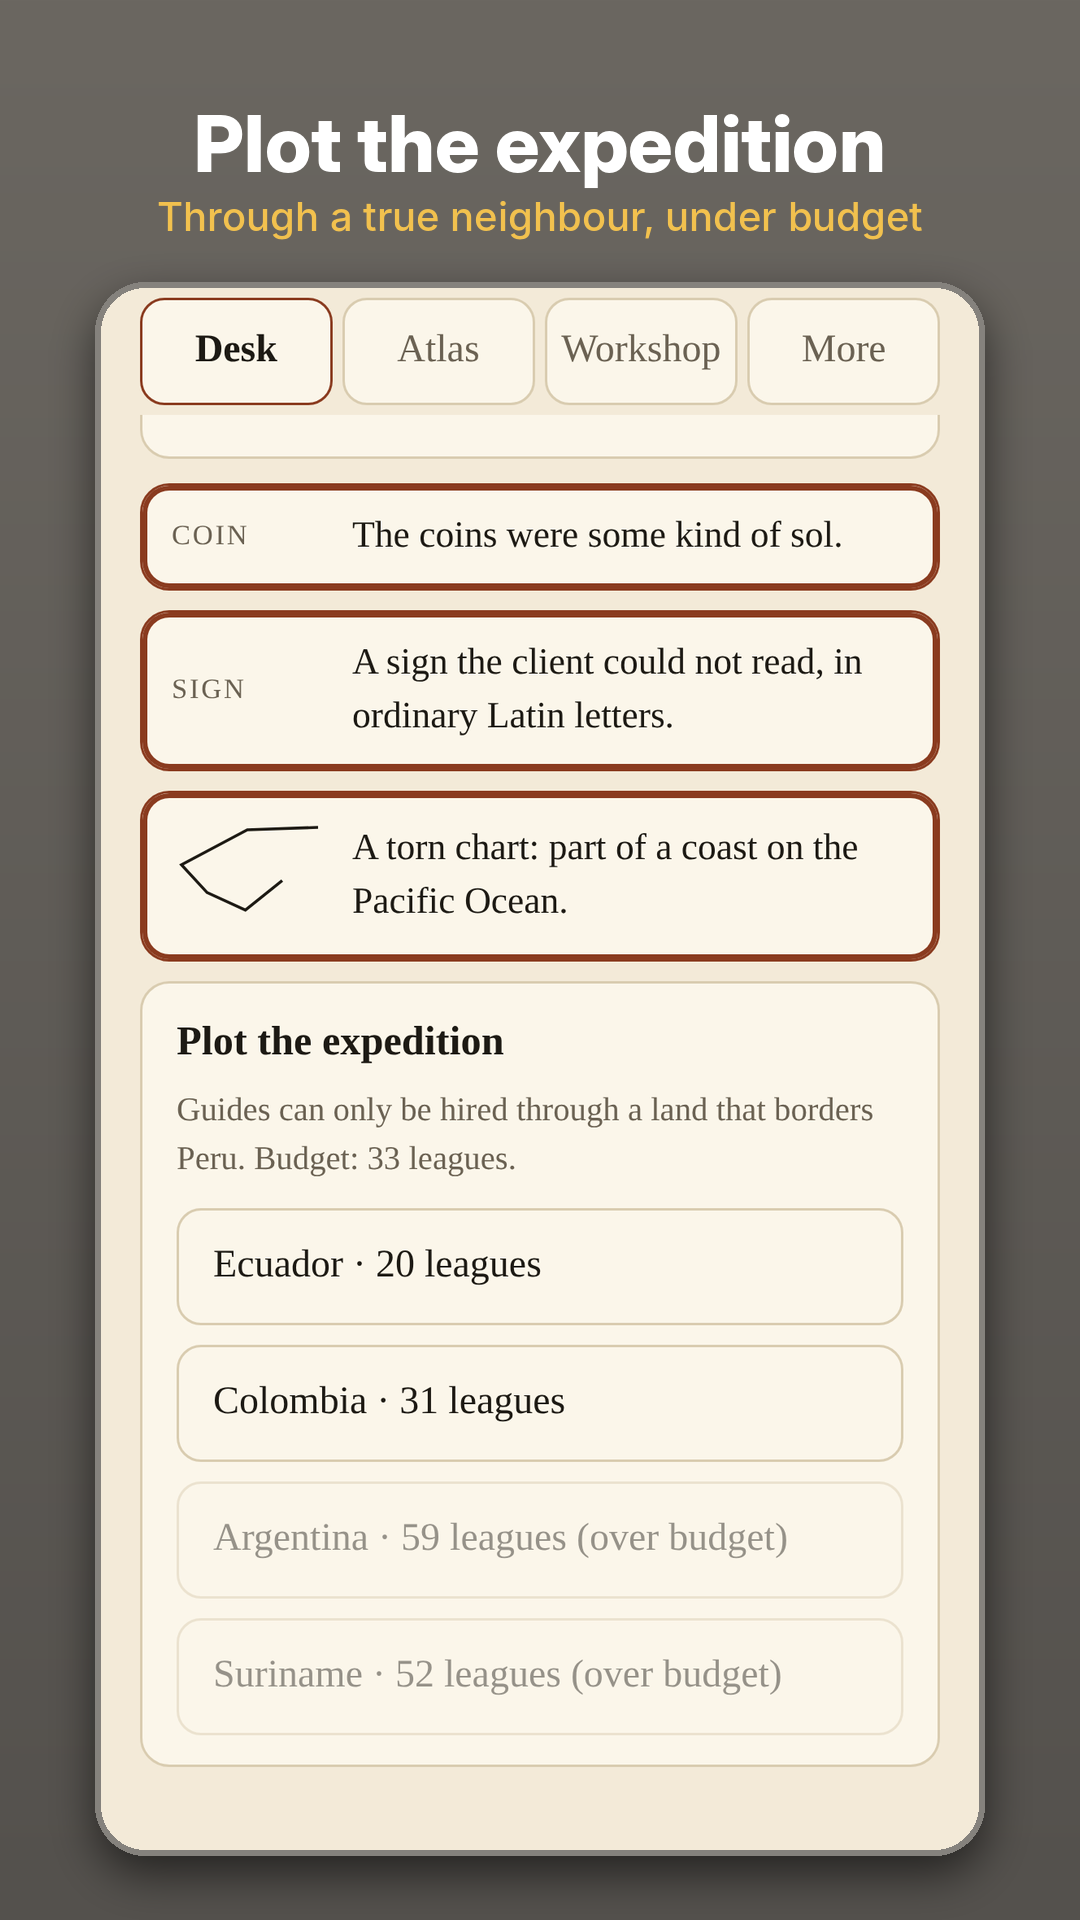 Plot the expedition
Through a true neighbour, under budget
Desk
Atlas
Workshop
More
COIN
The coins were some kind of sol.
SIGN
A sign the client could not read, in
ordinary Latin letters.
A torn chart: part of a coast on the
Pacific Ocean.
Plot the expedition
Guides can only be hired through a land that borders
Peru. Budget: 33 leagues.
Ecuador · 20 leagues
Colombia · 31 leagues
Argentina · 59 leagues (over budget)
Suriname · 52 leagues (over budget)